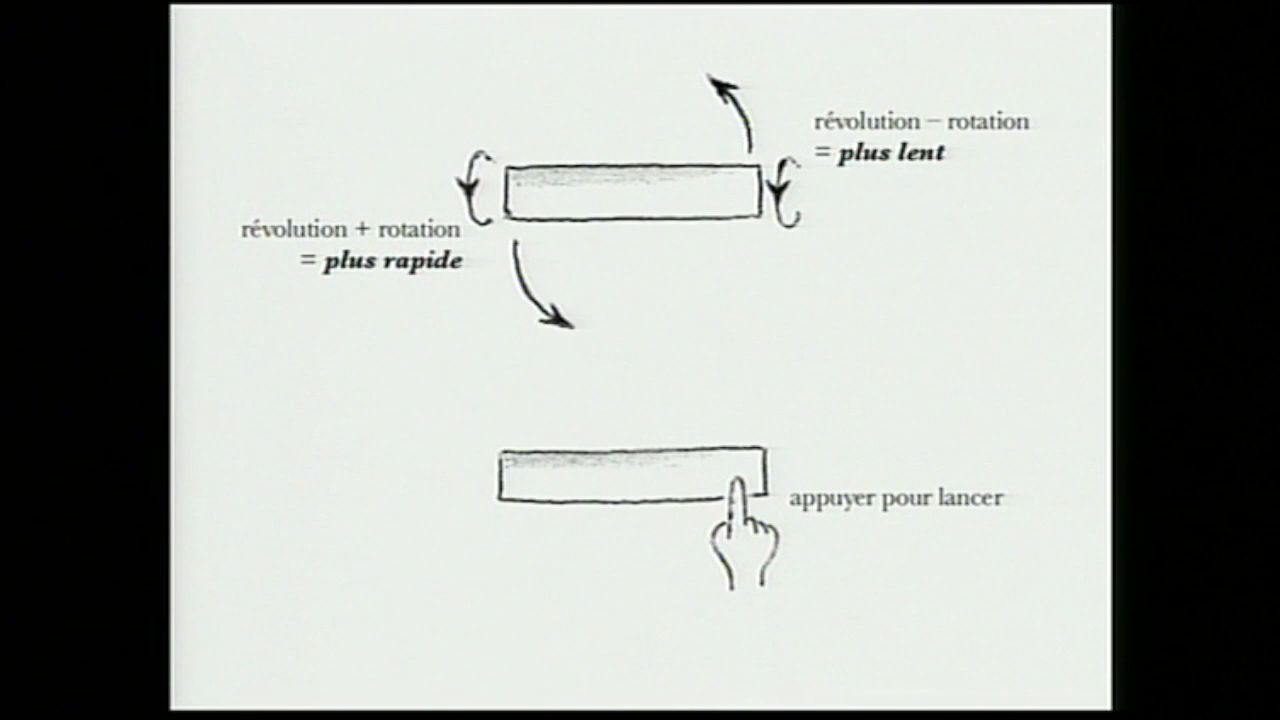 révolution – rotation
= plus lent
révolution + rotation
= plus rapide
appuyer pour lancer